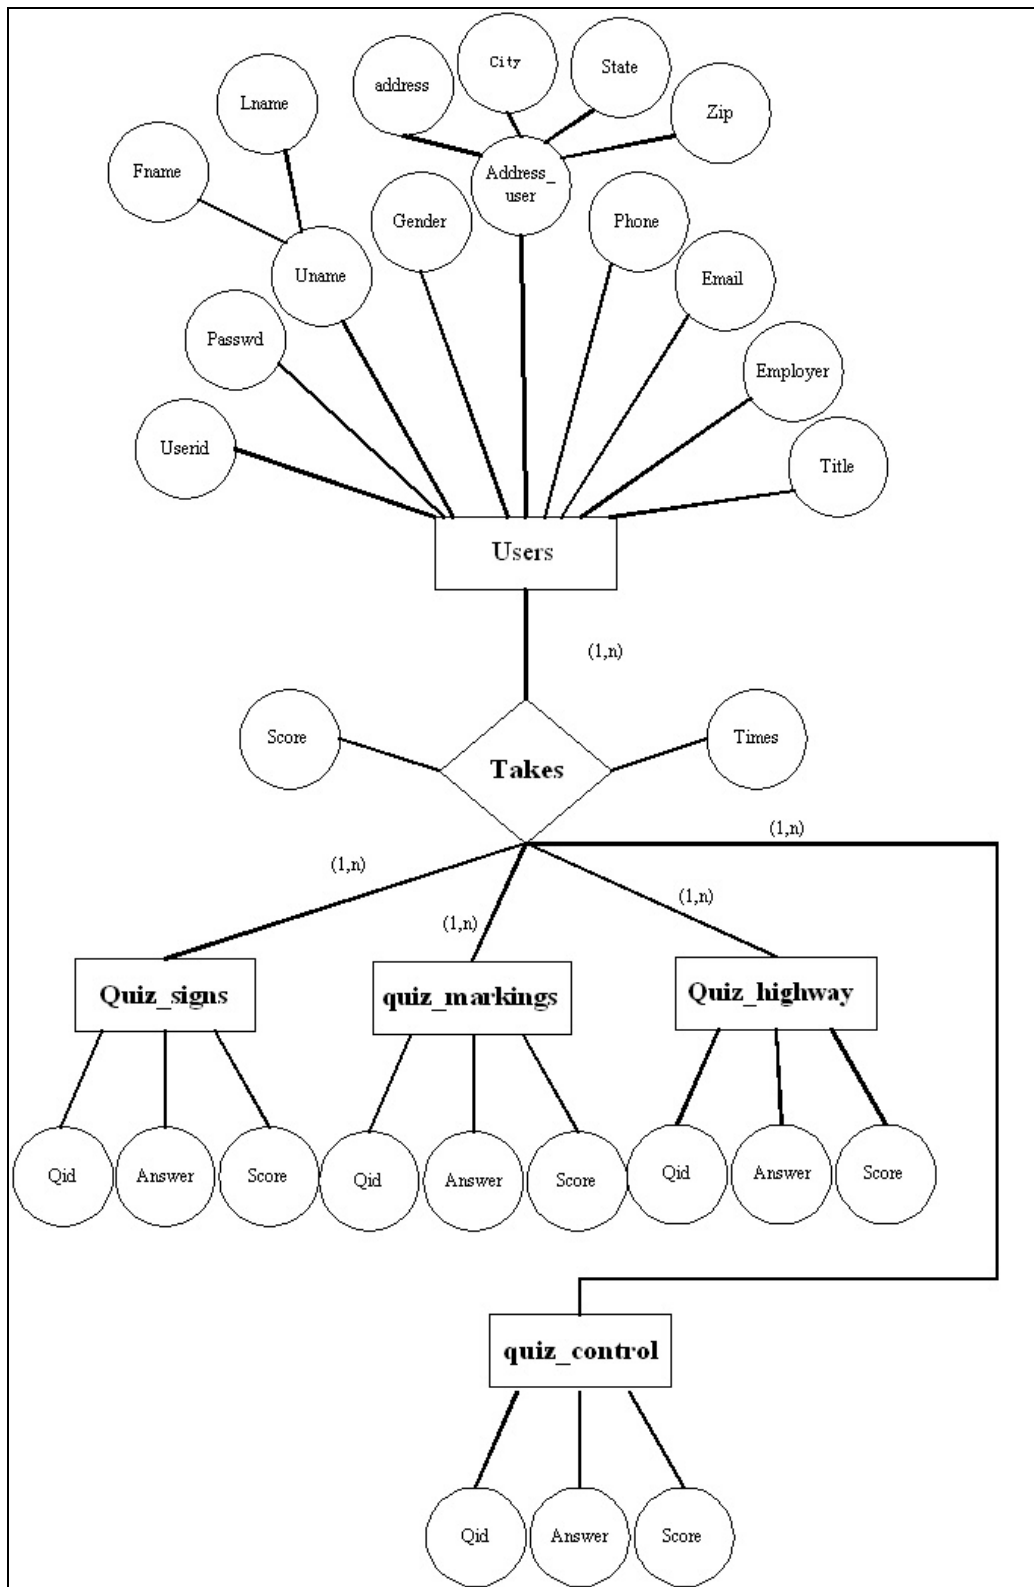 City
State
address
Lname
Zip
Fname
Address_
user
Gender
Phone
Uname
Email
Passwd
Employer
Userid
Title
Users
(1,n)
Score
Times
Takes
(1,n)
(1,n)
(1,n)
(1,n)
Quiz_signs
quiz_markings
Quiz_highway
Qid
Answer
Score
Qid
Answer
Score
Qid
Answer
Score
quiz_control
Qid
Answer
Score